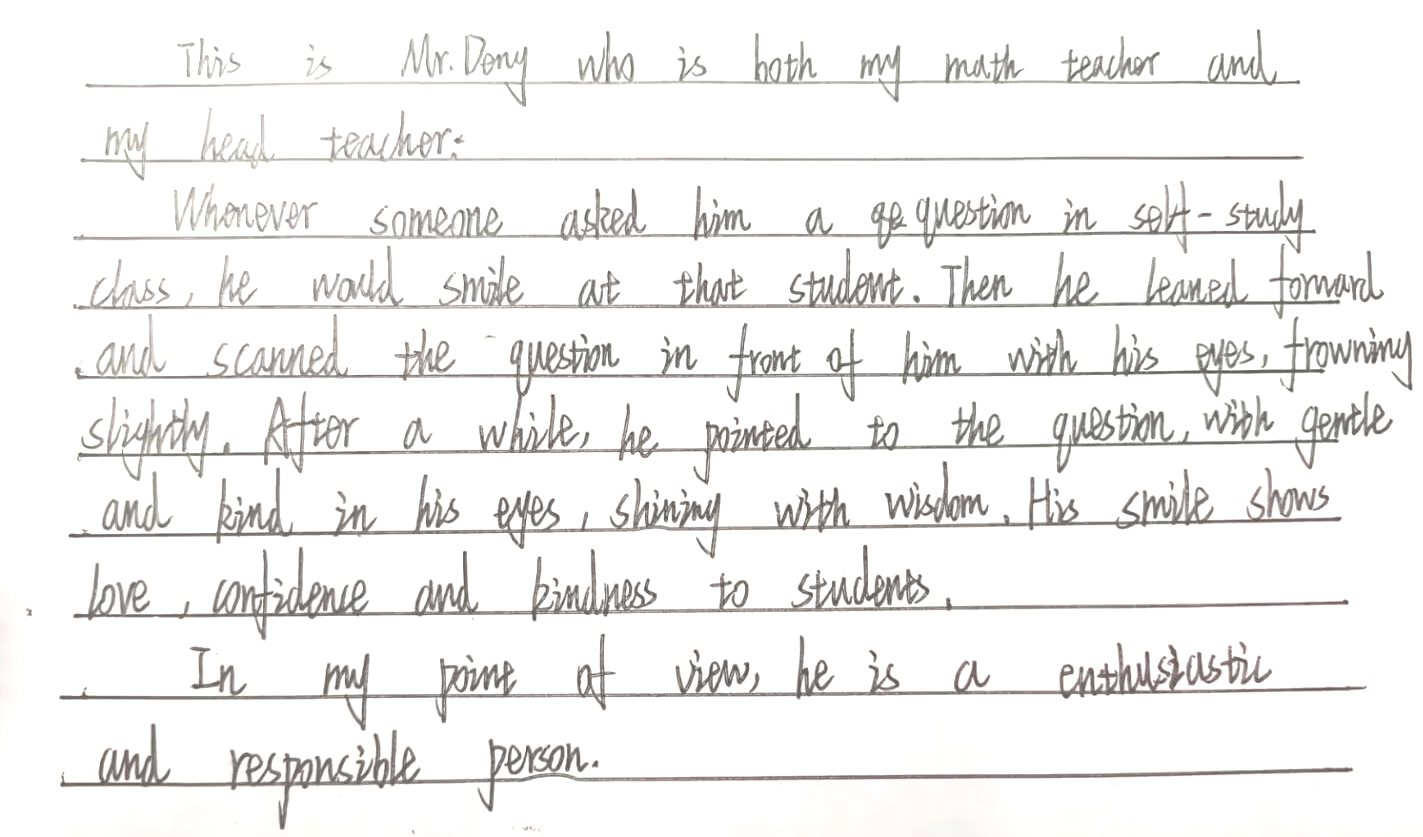 This is Mr. Deng who is both my math teacher and
my head teacher.
Whenever someone asked him a question in self-study
class, he would smile at that student. Then he leaned forward
and scanned the question in front of him with his eyes, frowning
slightly. After a while, he pointed to the question, with gentle
and kind in his eyes, shining with wisdom. His smile shows
love, confidence and kindness to students.
In my point of view, he is a enthusiastic
and responsible person.